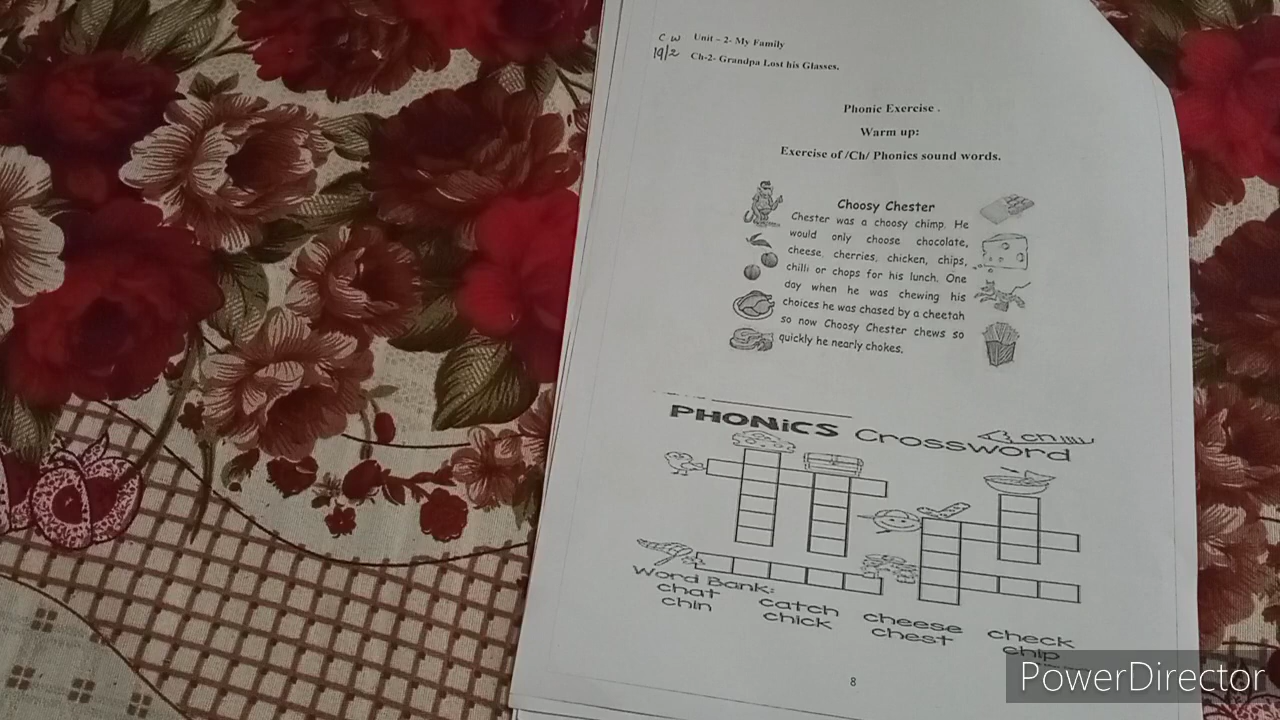 C W Unit – 2- My Family
19/2 Ch-2- Grandpa Lost his Glasses.
Phonic Exercise .
Warm up:
Exercise of /Ch/ Phonics sound words.
Choosy Chester
Chester was a choosy chimp. He
would only choose chocolate,
cheese, cherries, chicken, chips,
chilli or chops for his lunch. One
day when he was chewing his
choices he was chased by a cheetah
so now Choosy Chester chews so
quickly he nearly chokes.
PHONiCS Crossword
ch
Word Bank:
chat catch cheese check
chin chick chest chip
8
PowerDirector